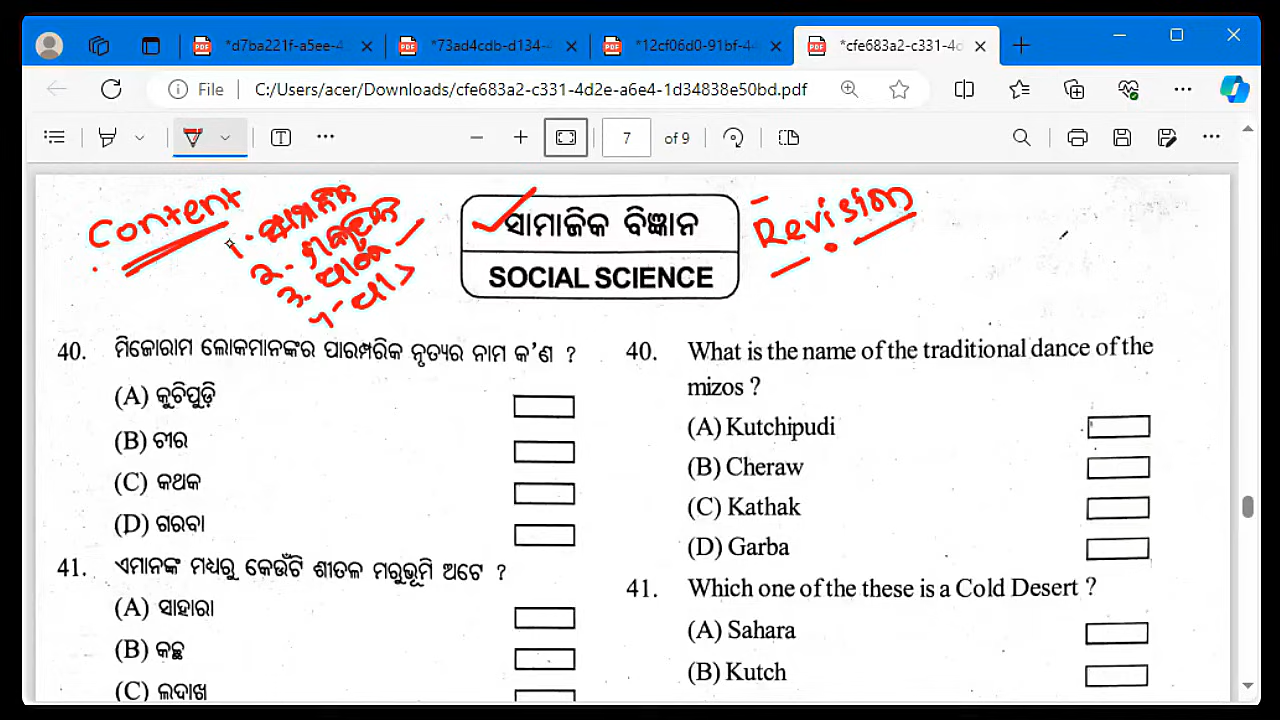 *d7ba221f-a5ee-4
*73ad4cdb-d134-
*12cf06d0-91bf-4
*cfe683a2-c331-4
File
C:/Users/acer/Downloads/cfe683a2-c331-4d2e-a6e4-1d34838e50bd.pdf
7 of 9
Content
ସାମାଜିକ ବିଜ୍ଞାନ
SOCIAL SCIENCE
Revision
40. ମିଜୋରାମ ଲୋକମାନଙ୍କର ପାରମ୍ପରିକ ନୃତ୍ୟର ନାମ କ'ଣ ?
(A) କୁଚିପୁଡ଼ି
(B) ଚୀର
(C) କଥକ
(D) ଗରବା
41. ଏମାନଙ୍କ ମଧ୍ୟରୁ କେଉଁଟି ଶୀତଳ ମରୁଭୂମି ଅଟେ ?
(A) ସାହାରା
(B) କଚ୍ଛ
(C) ଲଦାଖ
40. What is the name of the traditional dance of the
mizos ?
(A) Kutchipudi
(B) Cheraw
(C) Kathak
(D) Garba
41. Which one of the these is a Cold Desert ?
(A) Sahara
(B) Kutch